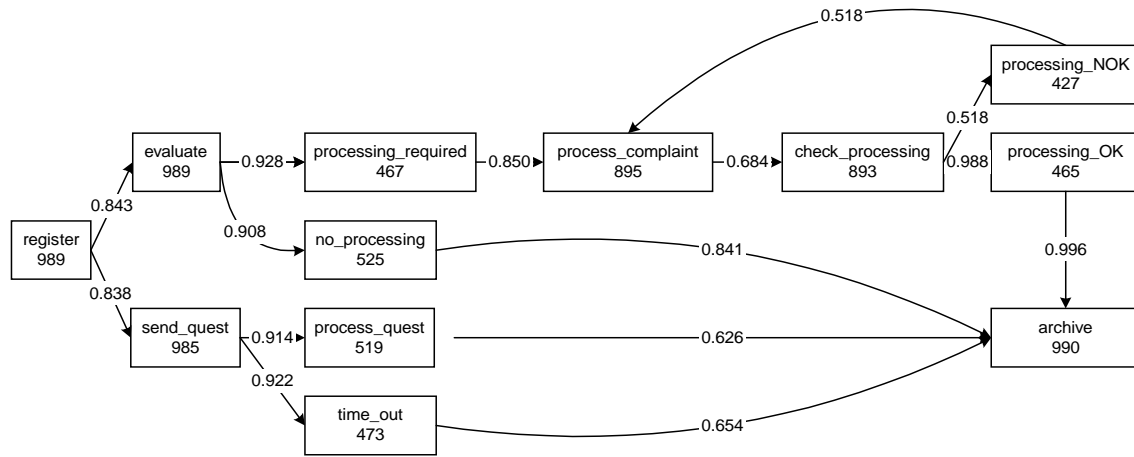 0.518
processing_NOK
427
0.518
evaluate
989
0.928
processing_required
467
0.850
process_complaint
895
0.684
check_processing
893
0.988
processing_OK
465
0.843
0.908
register
989
no_processing
525
0.841
0.996
0.838
send_quest
985
0.914
process_quest
519
0.626
archive
990
0.922
time_out
473
0.654